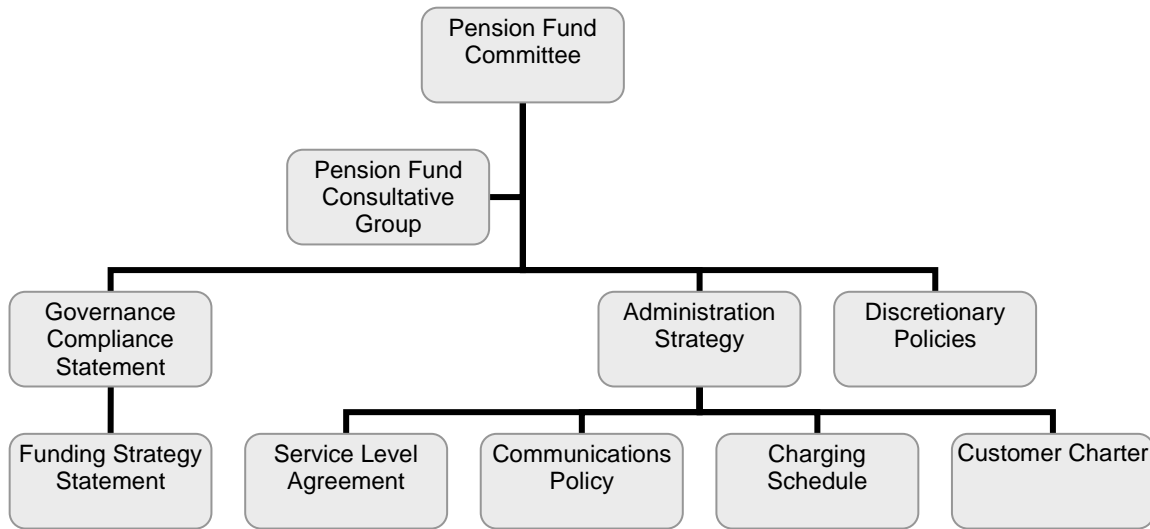 Pension Fund
Committee
Pension Fund
Consultative
Group
Governance
Compliance
Statement
Administration
Strategy
Discretionary
Policies
Funding Strategy
Statement
Service Level
Agreement
Communications
Policy
Charging
Schedule
Customer Charter